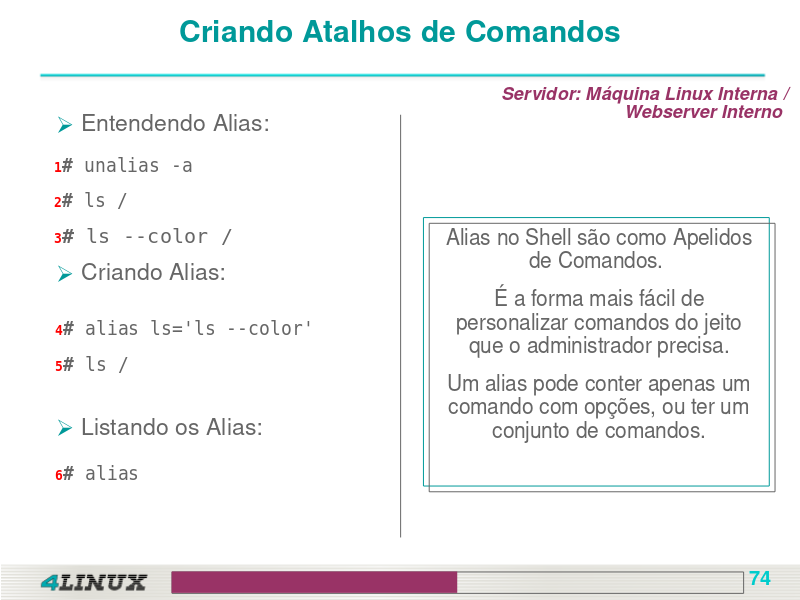 Criando Atalhos de Comandos
Servidor: Máquina Linux Interna /
Webserver Interno
Entendendo Alias:
1# unalias -a
2# ls /
3# ls --color /
Criando Alias:
4# alias ls='ls --color'
5# ls /
Listando os Alias:
6# alias
Alias no Shell são como Apelidos
de Comandos.
É a forma mais fácil de
personalizar comandos do jeito
que o administrador precisa.
Um alias pode conter apenas um
comando com opções, ou ter um
conjunto de comandos.
4LINUX
74